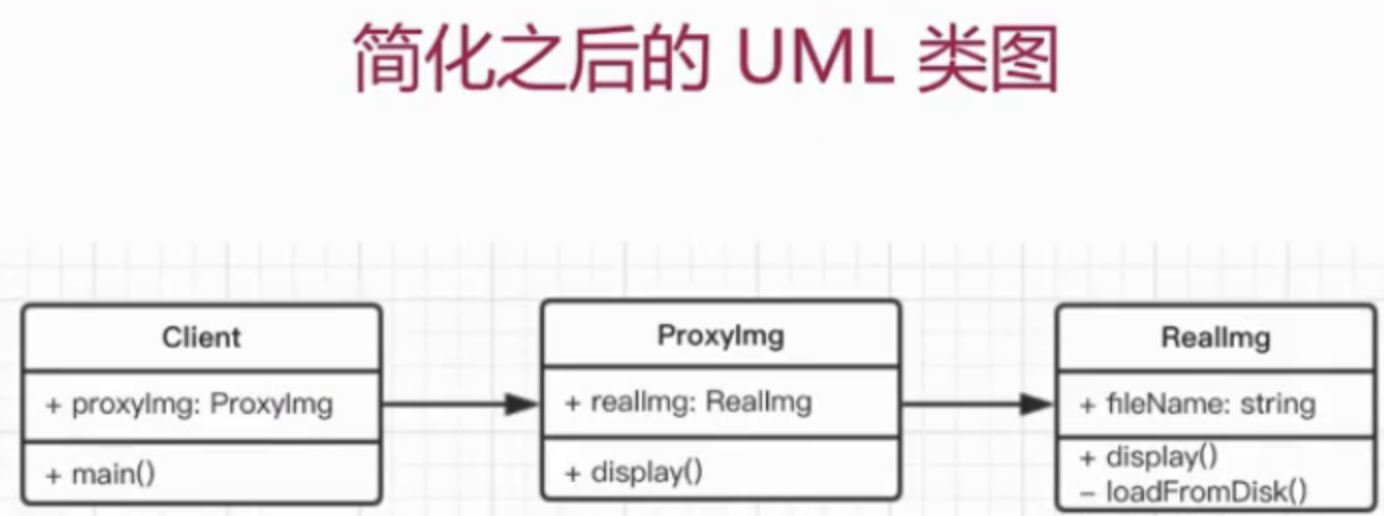 简化之后的 UML 类图
Client
+ proxyImg: ProxyImg
+ main()
ProxyImg
+ realImg: RealImg
+ display()
RealImg
+ fileName: string
+ display()
- loadFromDisk()